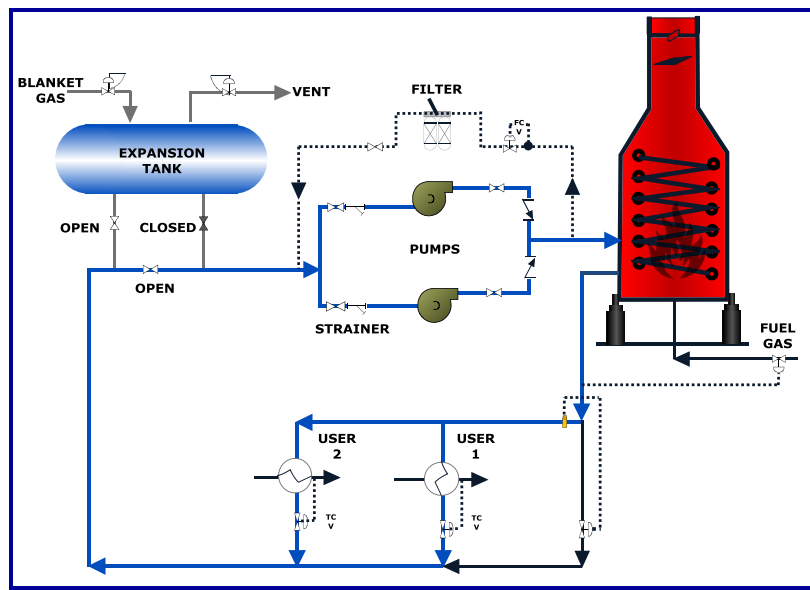 BLANKET
GAS
VENT
FILTER
FC
V
EXPANSION
TANK
OPEN
CLOSED
PUMPS
OPEN
STRAINER
FUEL
GAS
USER
2
USER
1
TC
V
TC
V